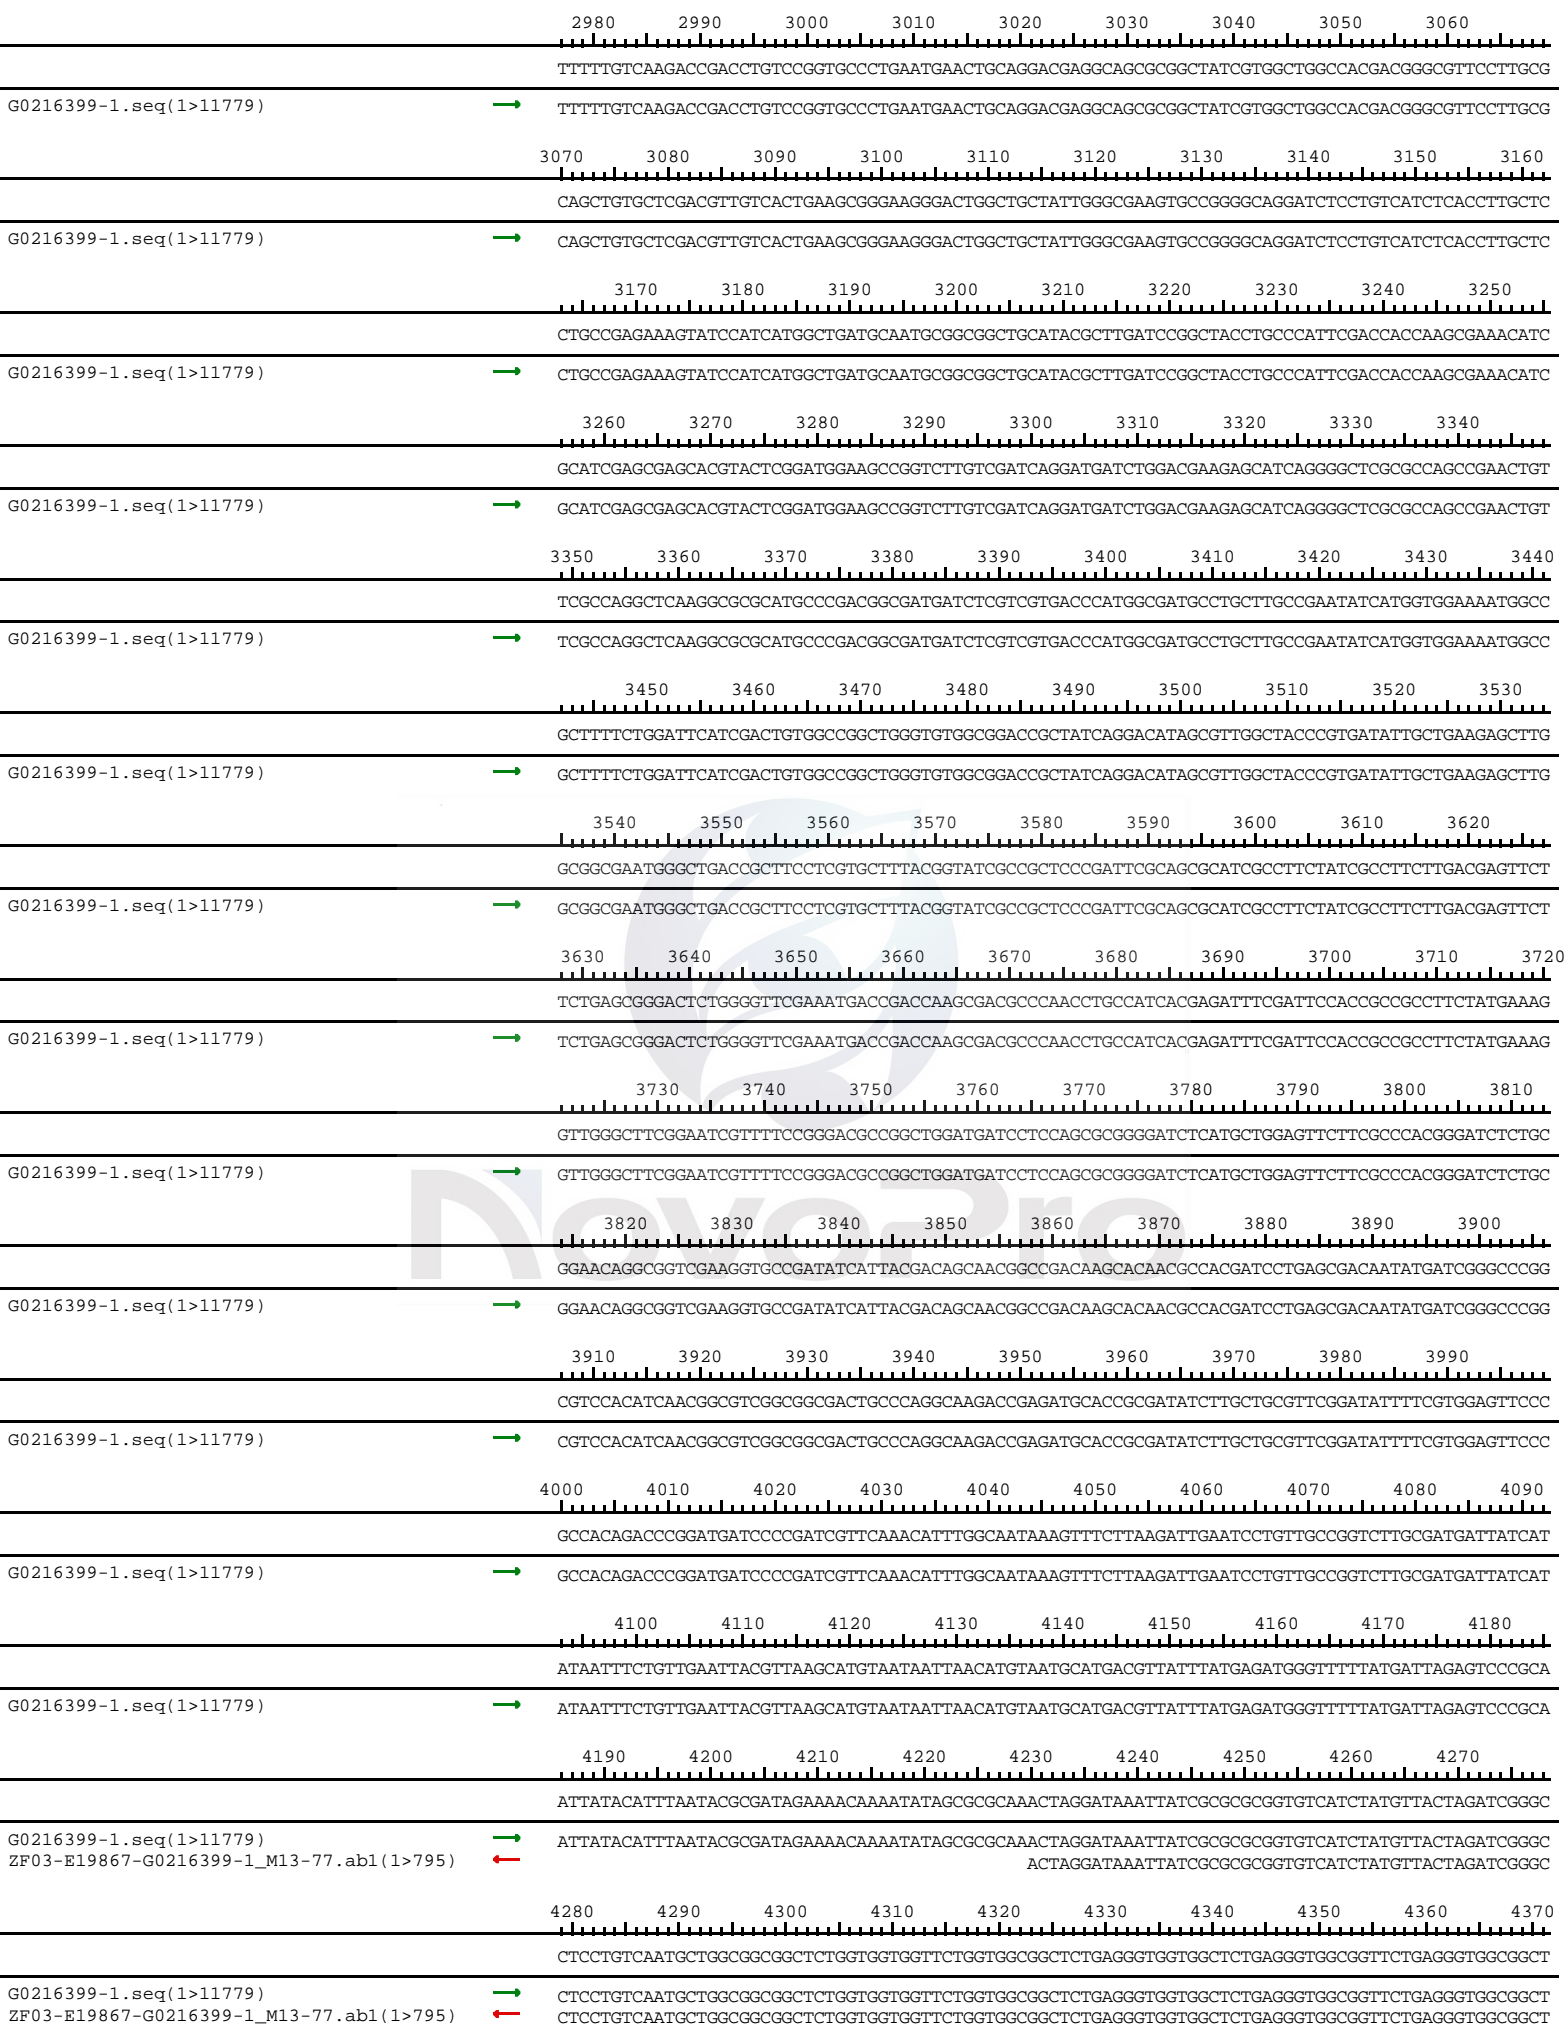 2980 2990 3000 3010 3020 3030 3040 3050 3060
TTTTTGTCAAGACCGACCTGTCCGGTGCCCTGAATGAACTGCAGGACGAGGCAGCGCGGCTATCGTGGCTGGCCACGACGGGCGTTCCTTGCG
G0216399-1.seq(1>11779) TTTTTGTCAAGACCGACCTGTCCGGTGCCCTGAATGAACTGCAGGACGAGGCAGCGCGGCTATCGTGGCTGGCCACGACGGGCGTTCCTTGCG
3070 3080 3090 3100 3110 3120 3130 3140 3150 3160
CAGCTGTGCTCGACGTTGTCACTGAAGCGGGAAGGGACTGGCTGCTATTGGGCGAAGTGCCGGGGCAGGATCTCCTGTCATCTCACCTTGCTC
G0216399-1.seq(1>11779) CAGCTGTGCTCGACGTTGTCACTGAAGCGGGAAGGGACTGGCTGCTATTGGGCGAAGTGCCGGGGCAGGATCTCCTGTCATCTCACCTTGCTC
3170 3180 3190 3200 3210 3220 3230 3240 3250
CTGCCGAGAAAGTATCCATCATGGCTGATGCAATGCGGCGGCTGCATACGCTTGATCCGGCTACCTGCCCATTCGACCACCAAGCGAAACATC
G0216399-1.seq(1>11779) CTGCCGAGAAAGTATCCATCATGGCTGATGCAATGCGGCGGCTGCATACGCTTGATCCGGCTACCTGCCCATTCGACCACCAAGCGAAACATC
3260 3270 3280 3290 3300 3310 3320 3330 3340
GCATCGAGCGAGCACGTACTCGGATGGAAGCCGGTCTTGTCGATCAGGATGATCTGGACGAAGAGCATCAGGGGCTCGCGCCAGCCGAACTGT
G0216399-1.seq(1>11779) GCATCGAGCGAGCACGTACTCGGATGGAAGCCGGTCTTGTCGATCAGGATGATCTGGACGAAGAGCATCAGGGGCTCGCGCCAGCCGAACTGT
3350 3360 3370 3380 3390 3400 3410 3420 3430 3440
TCGCCAGGCTCAAGGCGCGCATGCCCGACGGCGATGATCTCGTCGTGACCCATGGCGATGCCTGCTTGCCGAATATCATGGTGGAAAATGGCC
G0216399-1.seq(1>11779) TCGCCAGGCTCAAGGCGCGCATGCCCGACGGCGATGATCTCGTCGTGACCCATGGCGATGCCTGCTTGCCGAATATCATGGTGGAAAATGGCC
3450 3460 3470 3480 3490 3500 3510 3520 3530
GCTTTTCTGGATTCATCGACTGTGGCCGGCTGGGTGTGGCGGACCGCTATCAGGACATAGCGTTGGCTACCCGTGATATTGCTGAAGAGCTTG
G0216399-1.seq(1>11779) GCTTTTCTGGATTCATCGACTGTGGCCGGCTGGGTGTGGCGGACCGCTATCAGGACATAGCGTTGGCTACCCGTGATATTGCTGAAGAGCTTG
3540 3550 3560 3570 3580 3590 3600 3610 3620
GCGGCGAATGGGCTGACCGCTTCCTCGTGCTTTACGGTATCGCCGCTCCCGATTCGCAGCGCATCGCCTTCTATCGCCTTCTTGACGAGTTCT
G0216399-1.seq(1>11779) GCGGCGAATGGGCTGACCGCTTCCTCGTGCTTTACGGTATCGCCGCTCCCGATTCGCAGCGCATCGCCTTCTATCGCCTTCTTGACGAGTTCT
3630 3640 3650 3660 3670 3680 3690 3700 3710 3720
TCTGAGCGGGACTCTGGGGTTCGAAATGACCGACCAAGCGACGCCCAACCTGCCATCACGAGATTTCGATTCCACCGCCGCCTTCTATGAAAG
G0216399-1.seq(1>11779) TCTGAGCGGGACTCTGGGGTTCGAAATGACCGACCAAGCGACGCCCAACCTGCCATCACGAGATTTCGATTCCACCGCCGCCTTCTATGAAAG
3730 3740 3750 3760 3770 3780 3790 3800 3810
GTTGGGCTTCGGAATCGTTTTCCGGGACGCCGGCTGGATGATCCTCCAGCGCGGGGATCTCATGCTGGAGTTCTTCGCCCACGGGATCTCTGC
G0216399-1.seq(1>11779) GTTGGGCTTCGGAATCGTTTTCCGGGACGCCGGCTGGATGATCCTCCAGCGCGGGGATCTCATGCTGGAGTTCTTCGCCCACGGGATCTCTGC
NovoPro
3820 3830 3840 3850 3860 3870 3880 3890 3900
GGAACAGGCGGTCGAAGGTGCCGATATCATTACGACAGCAACGGCCGACAAGCACAACGCCACGATCCTGAGCGACAATATGATCGGGCCCGG
G0216399-1.seq(1>11779) GGAACAGGCGGTCGAAGGTGCCGATATCATTACGACAGCAACGGCCGACAAGCACAACGCCACGATCCTGAGCGACAATATGATCGGGCCCGG
3910 3920 3930 3940 3950 3960 3970 3980 3990
CGTCCACATCAACGGCGTCGGCGGCGACTGCCCAGGCAAGACCGAGATGCACCGCGATATCTTGCTGCGTTCGGATATTTTCGTGGAGTTCCC
G0216399-1.seq(1>11779) CGTCCACATCAACGGCGTCGGCGGCGACTGCCCAGGCAAGACCGAGATGCACCGCGATATCTTGCTGCGTTCGGATATTTTCGTGGAGTTCCC
4000 4010 4020 4030 4040 4050 4060 4070 4080 4090
GCCACAGACCCGGATGATCCCCGATCGTTCAAACATTTGGCAATAAAGTTTCTTAAGATTGAATCCTGTTGCCGGTCTTGCGATGATTATCAT
G0216399-1.seq(1>11779) GCCACAGACCCGGATGATCCCCGATCGTTCAAACATTTGGCAATAAAGTTTCTTAAGATTGAATCCTGTTGCCGGTCTTGCGATGATTATCAT
4100 4110 4120 4130 4140 4150 4160 4170 4180
ATAATTTCTGTTGAATTACGTTAAGCATGTAATAATTAACATGTAATGCATGACGTTATTTATGAGATGGGTTTTTATGATTAGAGTCCCGCA
G0216399-1.seq(1>11779) ATAATTTCTGTTGAATTACGTTAAGCATGTAATAATTAACATGTAATGCATGACGTTATTTATGAGATGGGTTTTTATGATTAGAGTCCCGCA
4190 4200 4210 4220 4230 4240 4250 4260 4270
ATTATACATTTAATACGCGATAGAAAACAAAATATAGCGCGCAAACTAGGATAAATTATCGCGCGCGGTGTCATCTATGTTACTAGATCGGGC
G0216399-1.seq(1>11779) ATTATACATTTAATACGCGATAGAAAACAAAATATAGCGCGCAAACTAGGATAAATTATCGCGCGCGGTGTCATCTATGTTACTAGATCGGGC
ZF03-E19867-G0216399-1_M13-77.ab1(1>795) ACTAGGATAAATTATCGCGCGCGGTGTCATCTATGTTACTAGATCGGGC
4280 4290 4300 4310 4320 4330 4340 4350 4360 4370
CTCCTGTCAATGCTGGCGGCGGCTCTGGTGGTGGTTCTGGTGGCGGCTCTGAGGGTGGTGGCTCTGAGGGTGGCGGTTCTGAGGGTGGCGGCT
G0216399-1.seq(1>11779) CTCCTGTCAATGCTGGCGGCGGCTCTGGTGGTGGTTCTGGTGGCGGCTCTGAGGGTGGTGGCTCTGAGGGTGGCGGTTCTGAGGGTGGCGGCT
ZF03-E19867-G0216399-1_M13-77.ab1(1>795) CTCCTGTCAATGCTGGCGGCGGCTCTGGTGGTGGTTCTGGTGGCGGCTCTGAGGGTGGTGGCTCTGAGGGTGGCGGTTCTGAGGGTGGCGGCT